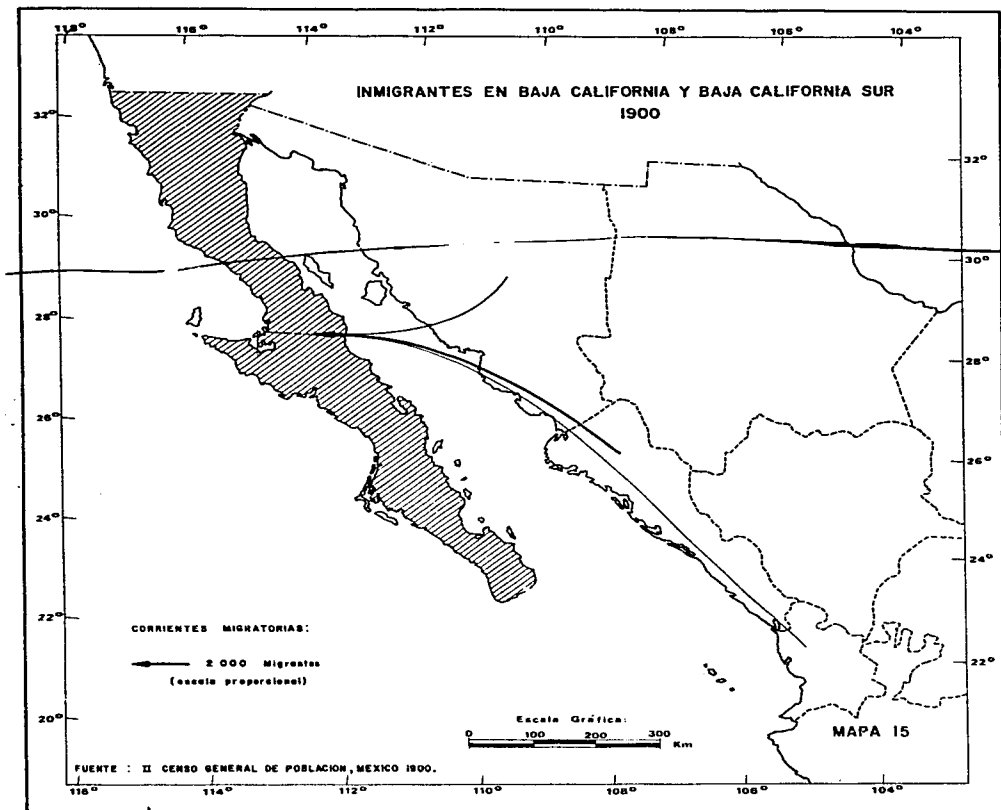 118° 116° 114° 112° 110° 108° 106° 104°
INMIGRANTES EN BAJA CALIFORNIA Y BAJA CALIFORNIA SUR
1900
32°
32°
30°
30°
28°
28°
26°
26°
24°
24°
22°
22°
20°
CORRIENTES MIGRATORIAS:
2 000 Migrantes
(escala proporsional)
Escala Gráfica:
0 100 200 300
Km
MAPA 15
FUENTE : II CENSO GENERAL DE POBLACION, MEXICO 1900.
116° 114° 112° 110° 108° 106° 104°